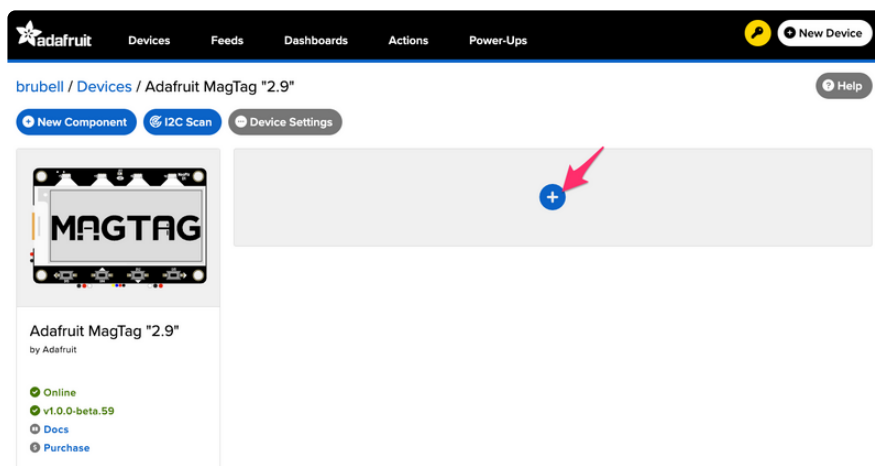 adafruit Devices Feeds Dashboards Actions Power-Ups New Device
brubell / Devices / Adafruit MagTag "2.9"
Help
New Component I2C Scan Device Settings
MAGTAG
Adafruit MagTag "2.9"
by Adafruit
Online
v1.0.0-beta.59
Docs
Purchase